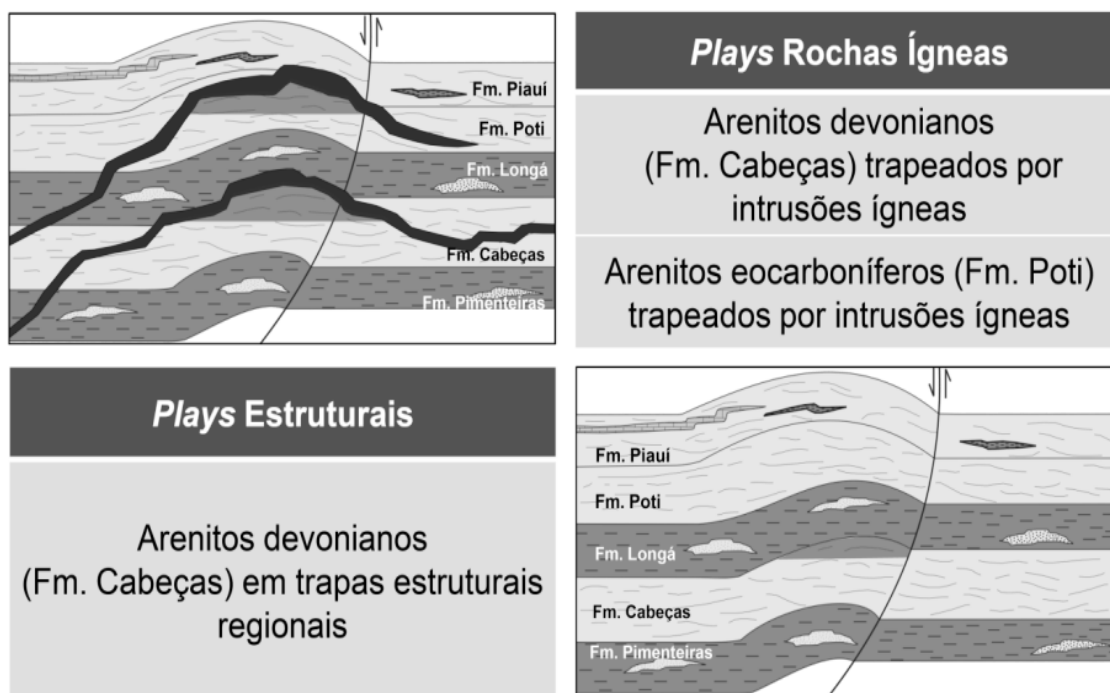 Fm. Piauí
Fm. Poti
Fm. Longá
Fm. Cabeças
Fm. Pimenteiras
Plays Rochas Ígneas
Arenitos devonianos
(Fm. Cabeças) trapeados por
intrusões ígneas
Arenitos eocarboníferos (Fm. Poti)
trapeados por intrusões ígneas
Plays Estruturais
Arenitos devonianos
(Fm. Cabeças) em trapas estruturais
regionais
Fm. Piauí
Fm. Poti
Fm. Longá
Fm. Cabeças
Fm. Pimenteiras